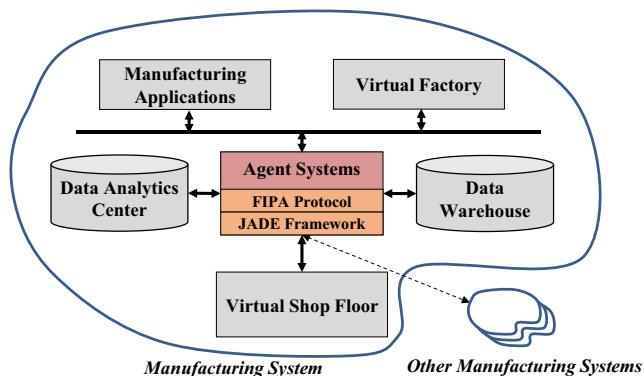 Manufacturing
Applications
Virtual Factory
Agent Systems
Data Analytics
Center
FIPA Protocol
JADE Framework
Data
Warehouse
Virtual Shop Floor
Manufacturing System
Other Manufacturing Systems